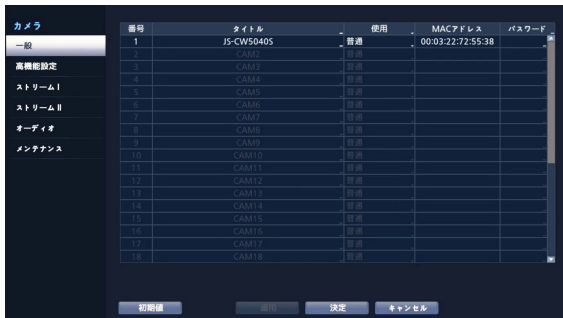 カメラ
一般
高機能設定
ストリーム I
ストリーム II
オーディオ
メンテナンス
番号 タイトル 使用 MACアドレス パスワード
1 JS-CW5040S 普通 00:03:22:72:55:38
2 CAM2 普通
3 CAM3 普通
4 CAM4 普通
5 CAM5 普通
6 CAM6 普通
7 CAM7 普通
8 CAM8 普通
9 CAM9 普通
10 CAM10 普通
11 CAM11 普通
12 CAM12 普通
13 CAM13 普通
14 CAM14 普通
15 CAM15 普通
16 CAM16 普通
17 CAM17 普通
18 CAM18 普通
初期値 適用 決定 キャンセル